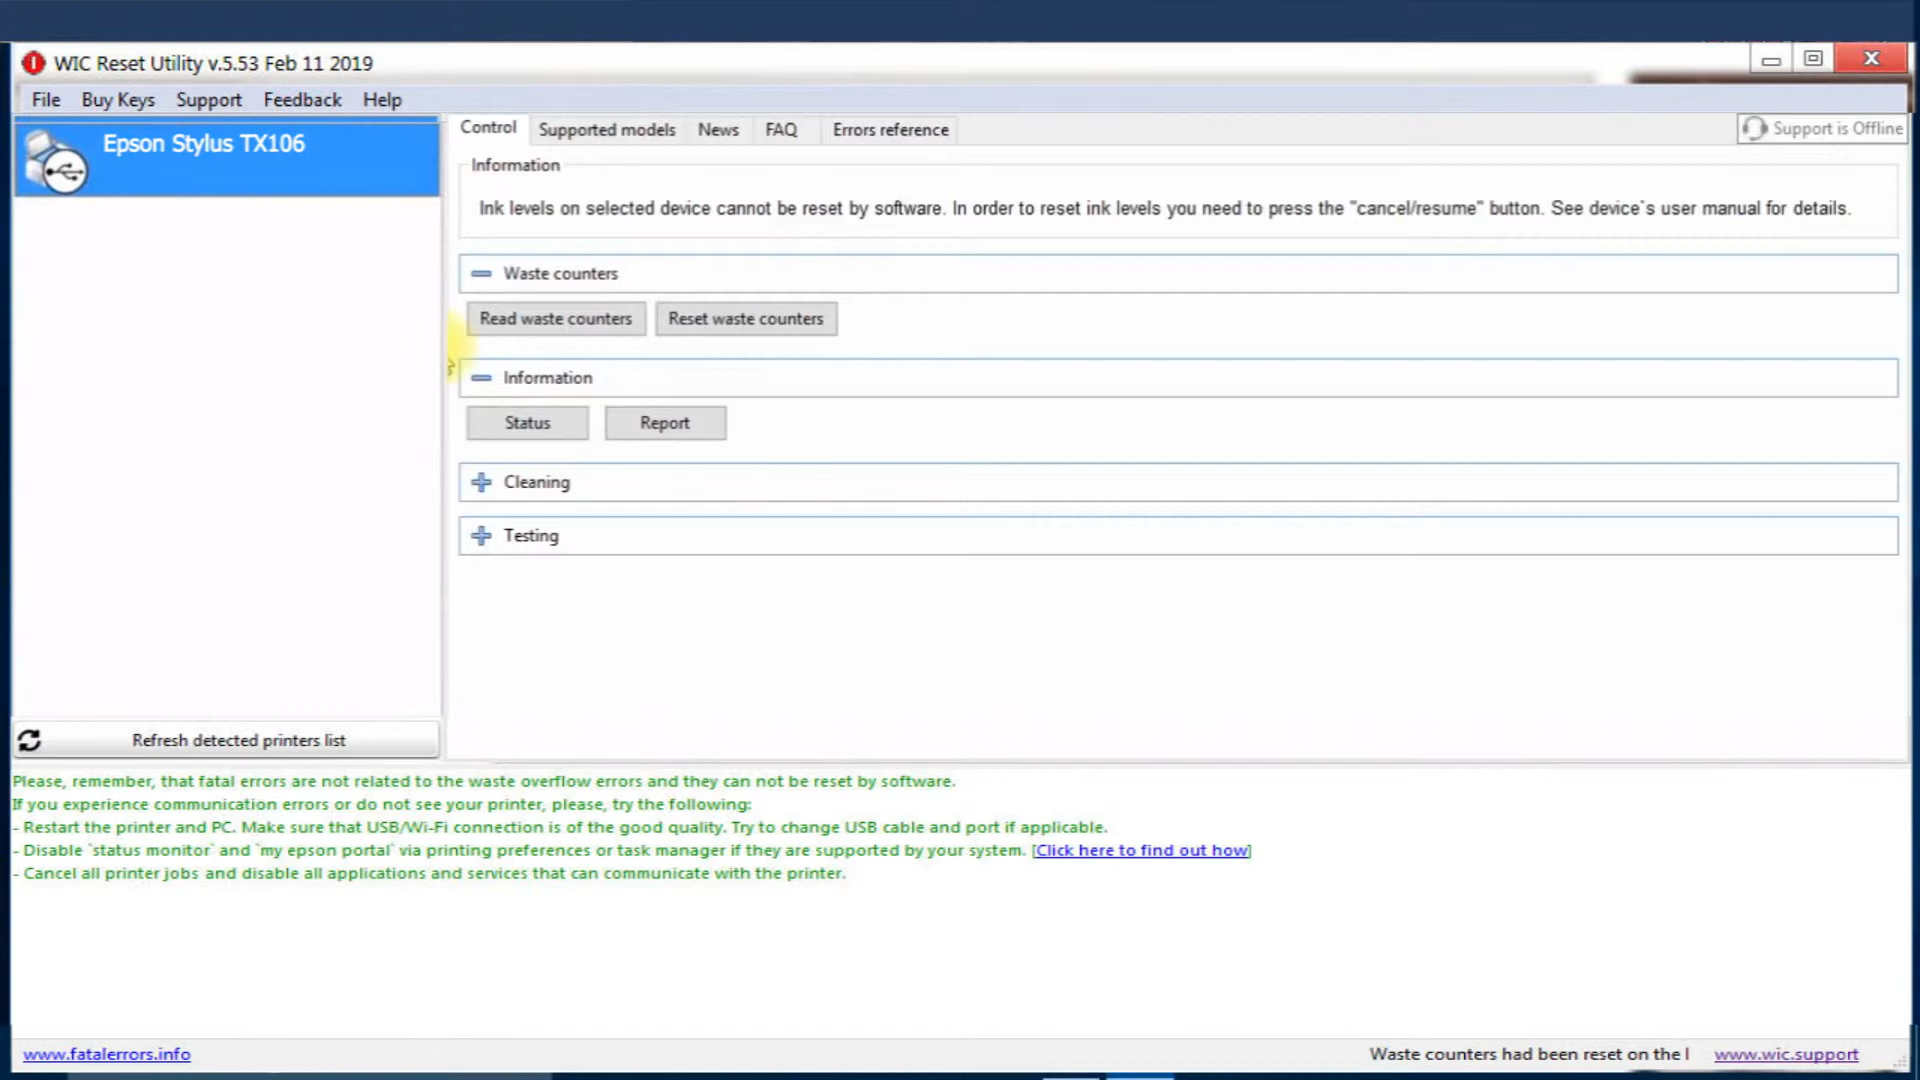 WIC Reset Utility v.5.53 Feb 11 2019
File Buy Keys Support Feedback Help
Epson Stylus TX106
Control Supported models News FAQ Errors reference
Support is Offline
Information
Ink levels on selected device cannot be reset by software. In order to reset ink levels you need to press the "cancel/resume" button. See device`s user manual for details.
Waste counters
Read waste counters Reset waste counters
Information
Status Report
Cleaning
Testing
Refresh detected printers list
Please, remember, that fatal errors are not related to the waste overflow errors and they can not be reset by software.
If you experience communication errors or do not see your printer, please, try the following:
- Restart the printer and PC. Make sure that USB/Wi-Fi connection is of the good quality. Try to change USB cable and port if applicable.
- Disable `status monitor` and `my epson portal` via printing preferences or task manager if they are supported by your system. [Click here to find out how]
- Cancel all printer jobs and disable all applications and services that can communicate with the printer.
www.fatalerrors.info Waste counters had been reset on the www.wic.support